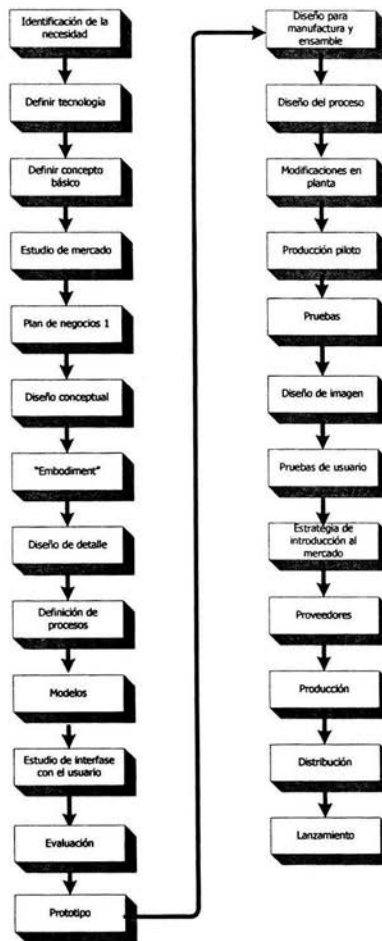 Identificación de la
necesidad
Definir tecnología
Definir concepto
básico
Estudio de mercado
Plan de negocios 1
Diseño conceptual
"Embodiment"
Diseño de detalle
Definición de
procesos
Modelos
Estudio de interfase
con el usuario
Evaluación
Prototipo
Diseño para
manufactura y
ensamble
Diseño del proceso
Modificaciones en
planta
Producción piloto
Pruebas
Diseño de imagen
Pruebas de usuario
Estrategia de
introducción al
mercado
Proveedores
Producción
Distribución
Lanzamiento